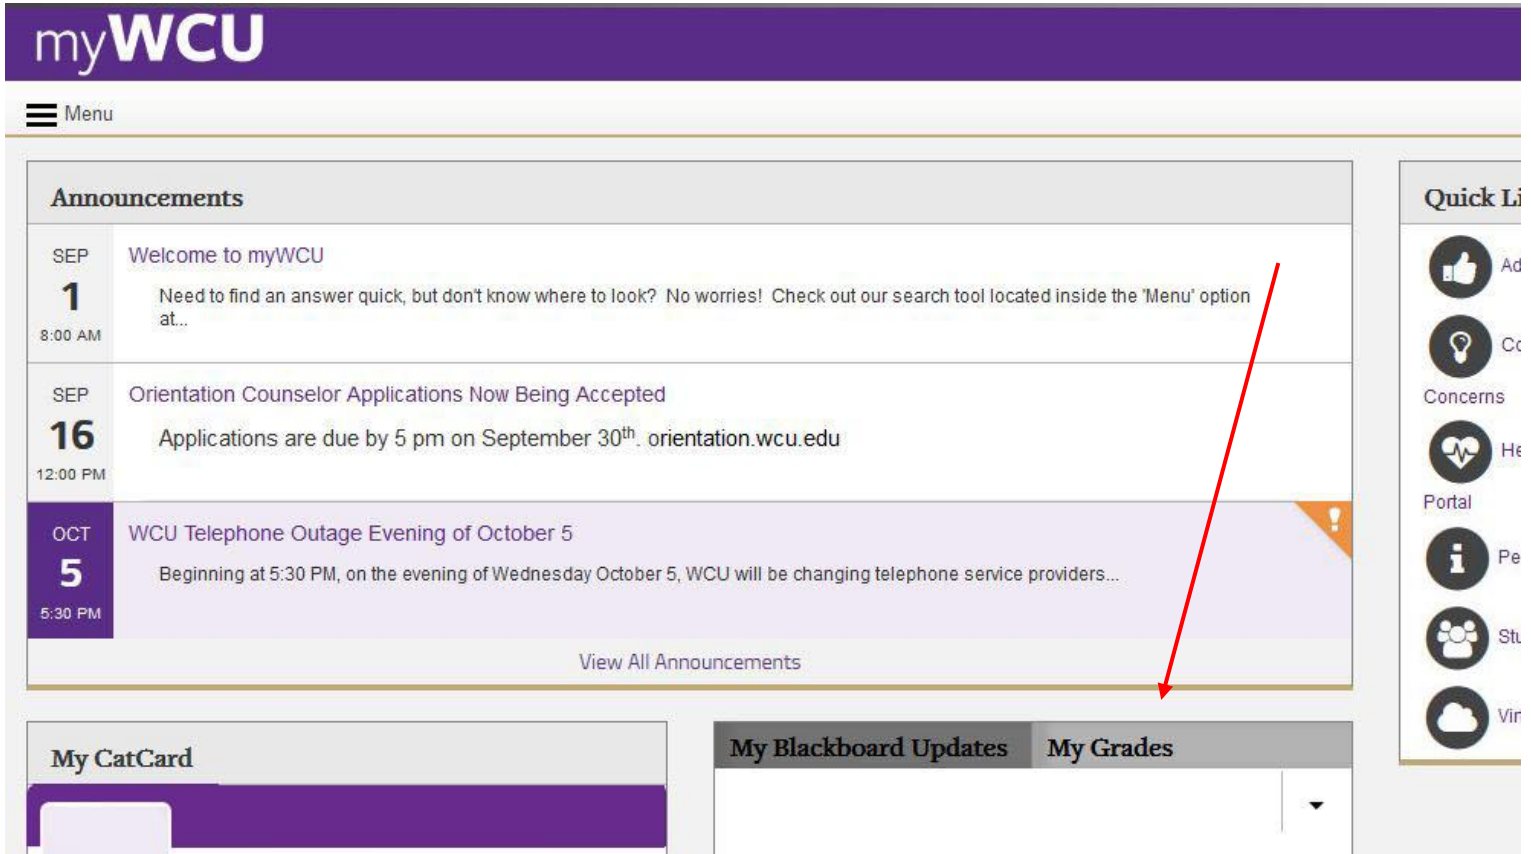 myWCU
Menu
Announcements
SEP
1
8:00 AM
Welcome to myWCU
Need to find an answer quick, but don't know where to look? No worries! Check out our search tool located inside the 'Menu' option
at...
SEP
16
12:00 PM
Orientation Counselor Applications Now Being Accepted
Applications are due by 5 pm on September 30th. orientation.wcu.edu
OCT
5
5:30 PM
WCU Telephone Outage Evening of October 5
Beginning at 5:30 PM, on the evening of Wednesday October 5, WCU will be changing telephone service providers...
View All Announcements
My CatCard
My Blackboard Updates
My Grades
Quick
Concerns
Portal